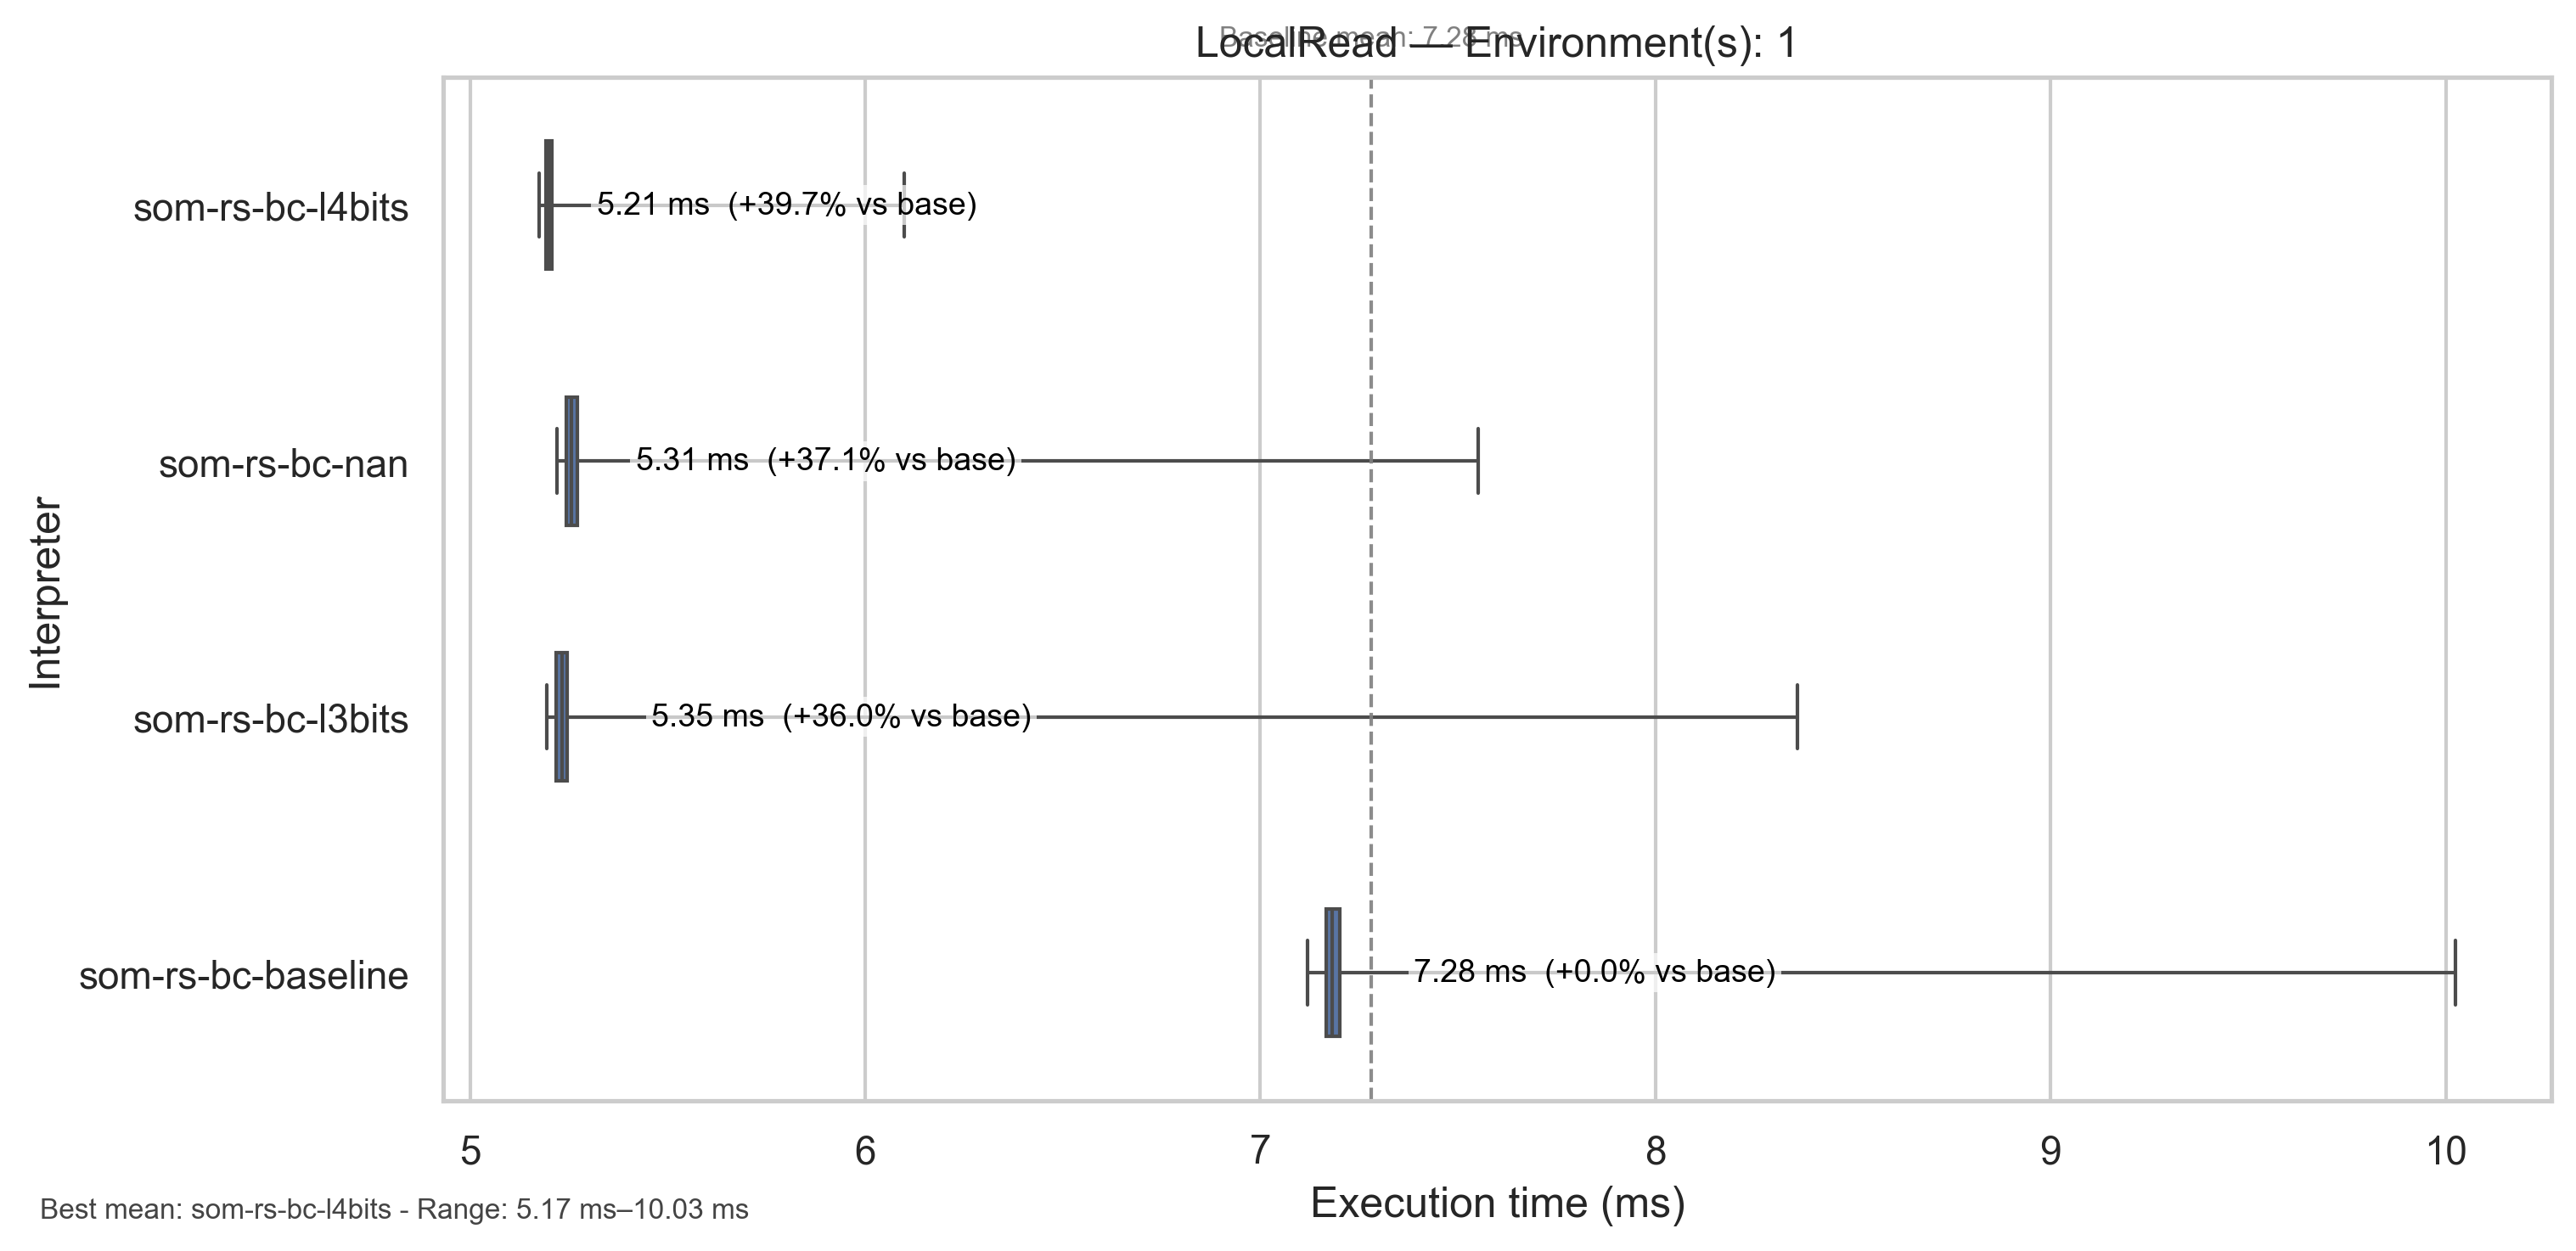 Baseline mean: 7.28 ms
LocalRead — Environment(s): 1
som-rs-bc-l4bits
5.21 ms (+39.7% vs base)
som-rs-bc-nan
5.31 ms (+37.1% vs base)
Interpreter
som-rs-bc-l3bits
5.35 ms (+36.0% vs base)
som-rs-bc-baseline
7.28 ms (+0.0% vs base)
5 6 7 8 9 10
Execution time (ms)
Best mean: som-rs-bc-l4bits - Range: 5.17 ms–10.03 ms